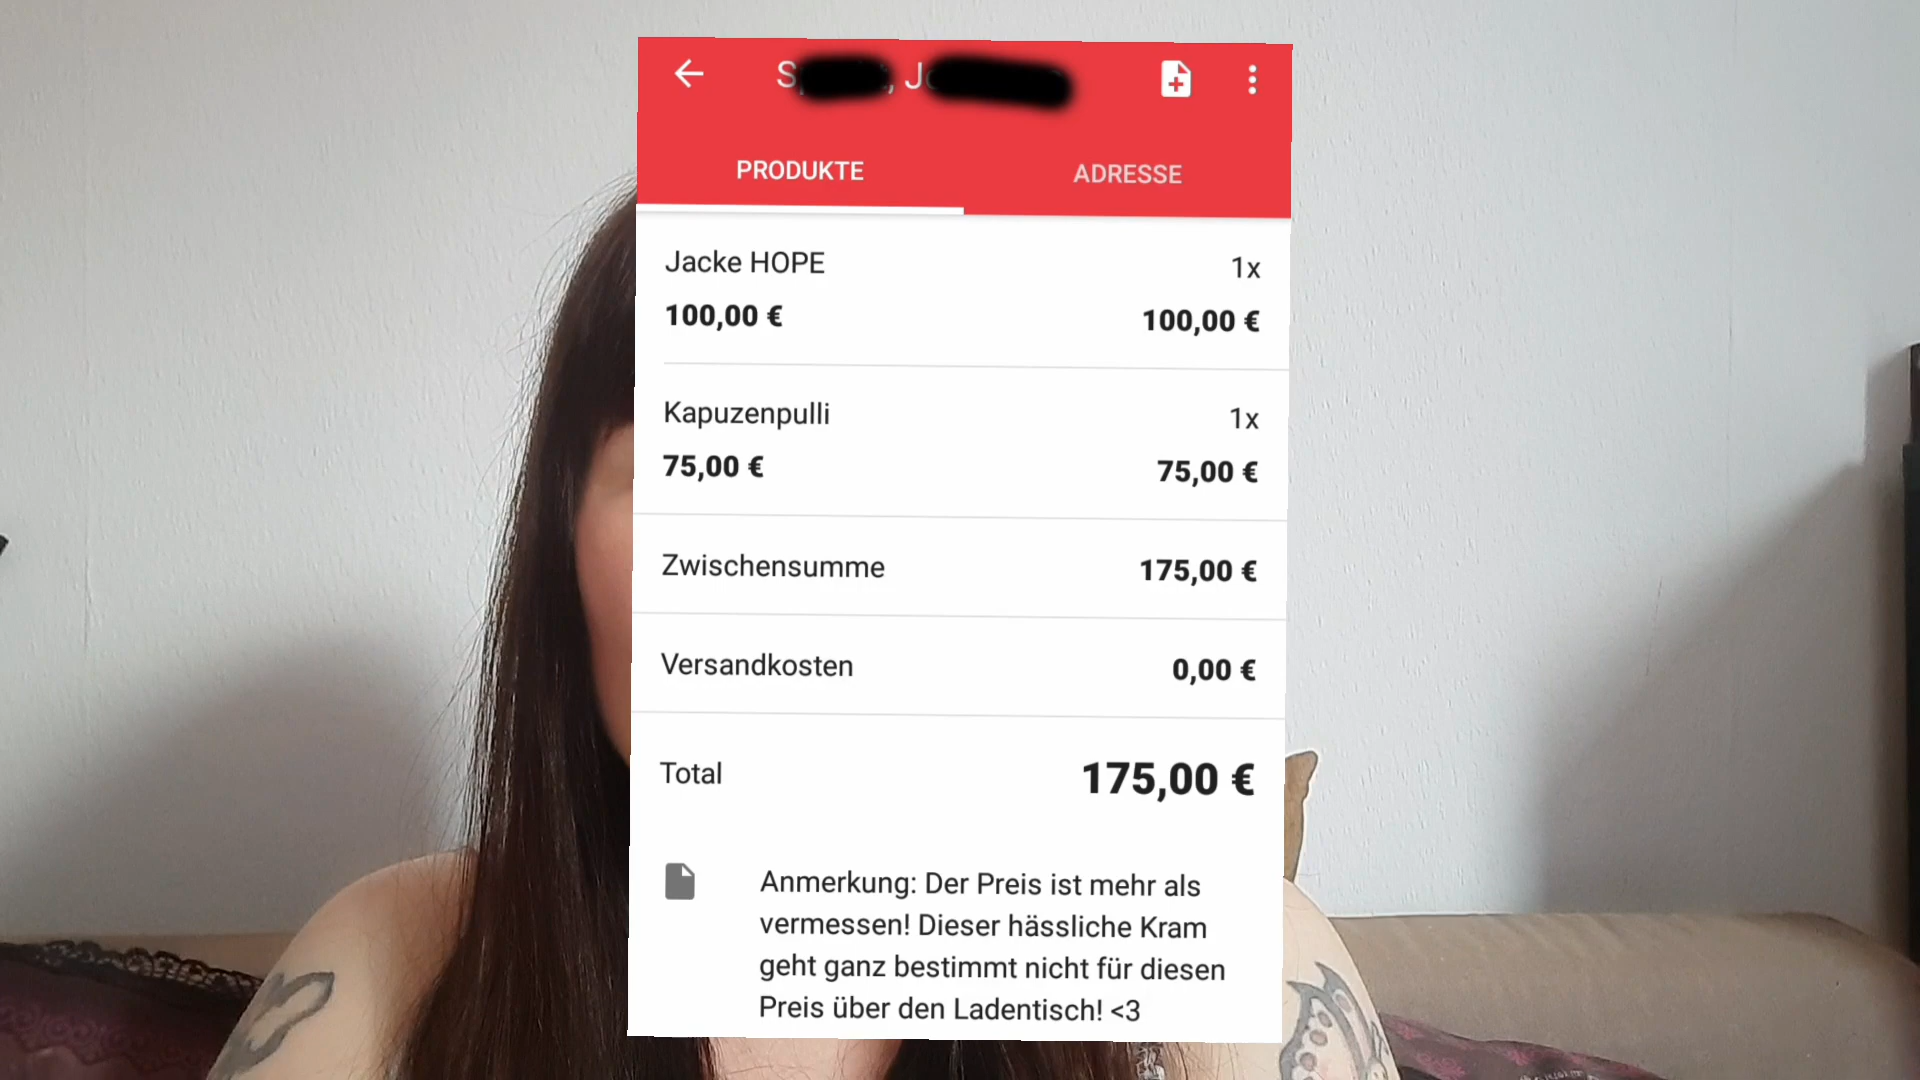 PRODUKTE ADRESSE
Jacke HOPE 1x
100,00 € 100,00 €
Kapuzenpulli 1x
75,00 € 75,00 €
Zwischensumme 175,00 €
Versandkosten 0,00 €
Total 175,00 €
Anmerkung: Der Preis ist mehr als
vermessen! Dieser hässliche Kram
geht ganz bestimmt nicht für diesen
Preis über den Ladentisch! <3